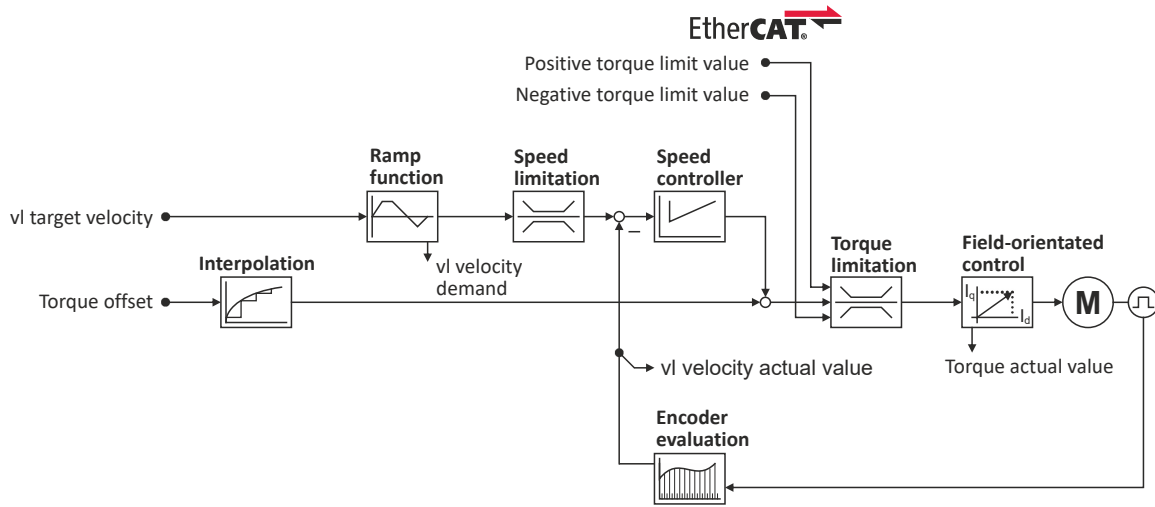 EtherCAT®
Positive torque limit value
Negative torque limit value
Ramp
function
Speed
limitation
Speed
controller
vl target velocity
–
Interpolation
vl velocity
demand
Torque
limitation
Field-orientated
control
Torque offset
Iq
Id
M
vl velocity actual value
Torque actual value
Encoder
evaluation